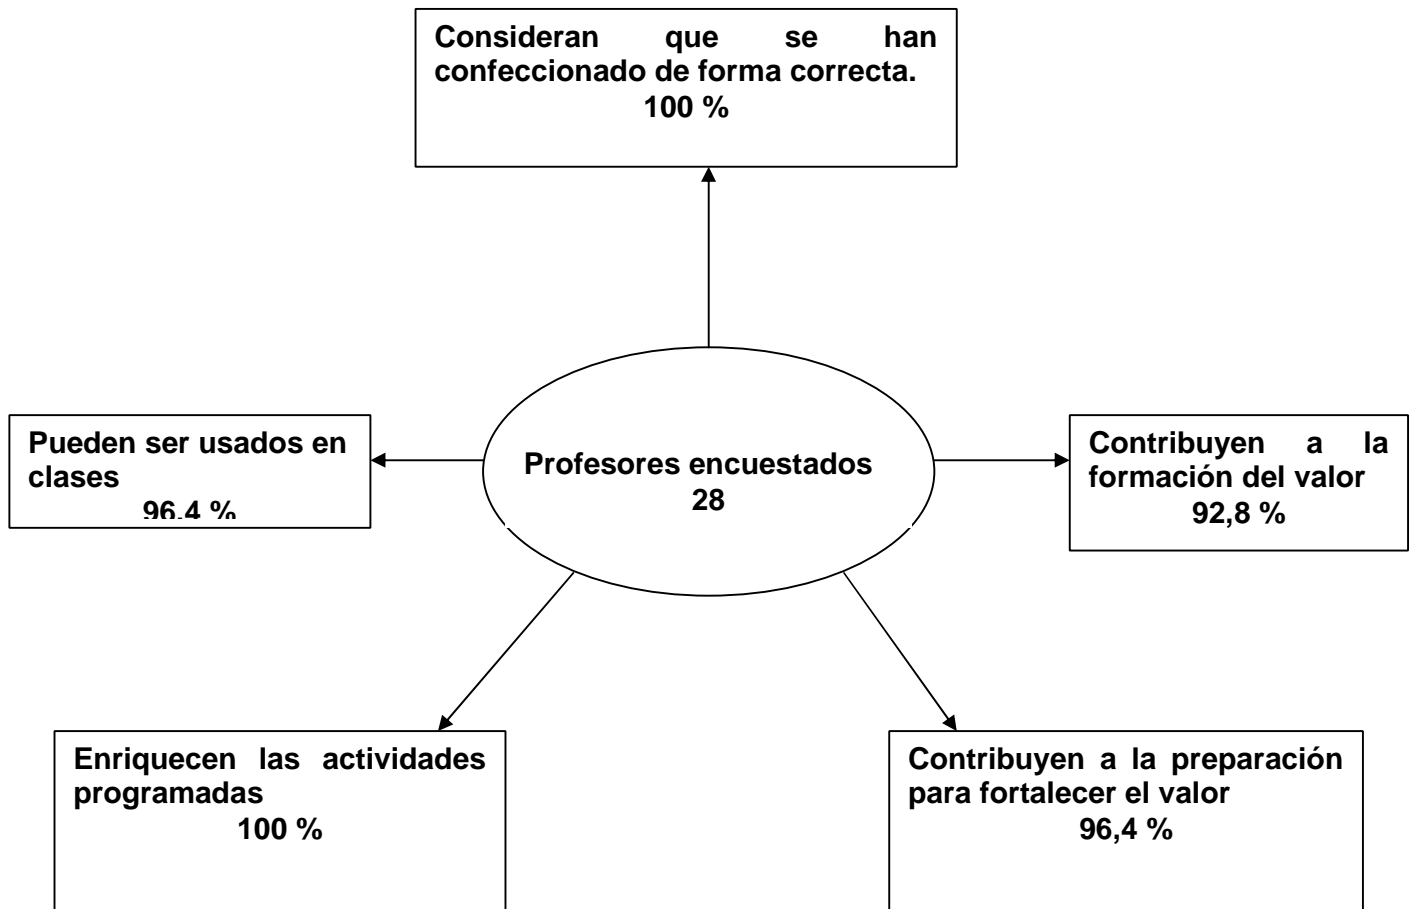 Consideran que se han
confeccionado de forma correcta.
100 %
Pueden ser usados en
clases
96,4 %
Profesores encuestados
28
Contribuyen a la
formación del valor
92,8 %
Enriquecen las actividades
programadas
100 %
Contribuyen a la preparación
para fortalecer el valor
96,4 %